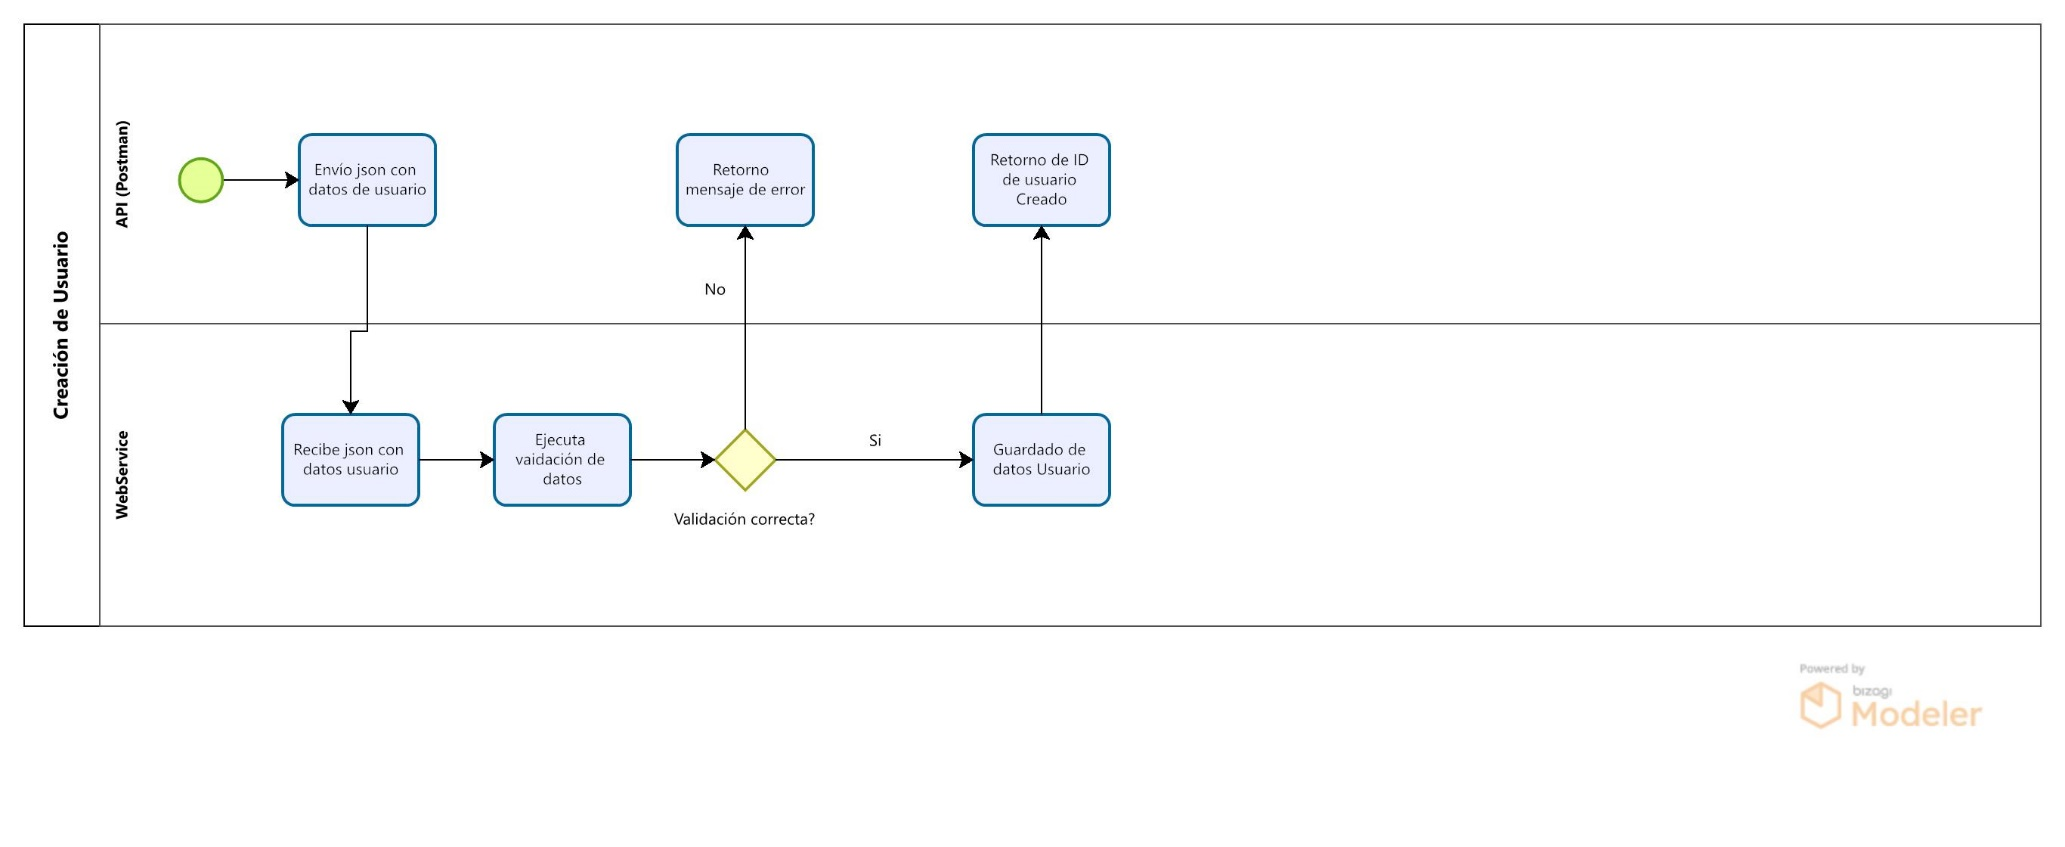 Creación de Usuario
API (Postman)
Envío json con
datos de usuario
Retorno
mensaje de error
Retorno de ID
de usuario
Creado
No
WebService
Recibe json con
datos usuario
Ejecuta
vaidación de
datos
Validación correcta?
Si
Guardado de
datos Usuario
Powered by
bizagi
Modeler